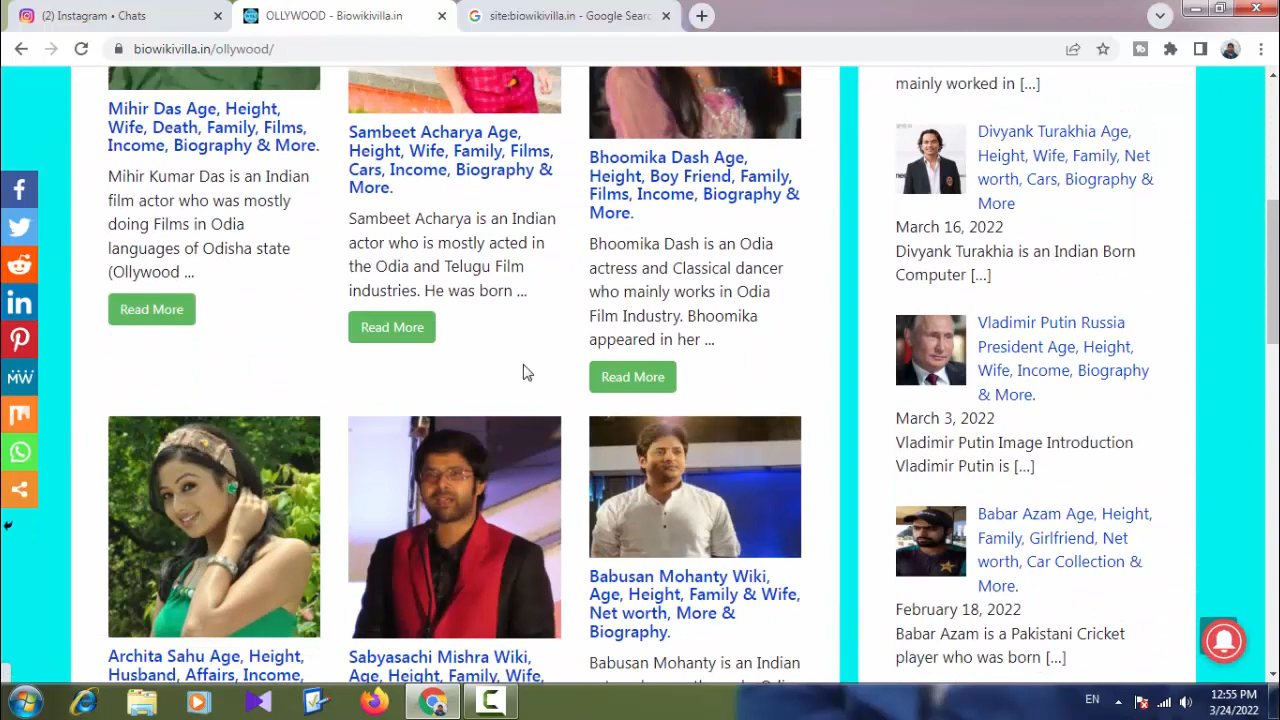 Instagram • Chats
OLLYWOOD - Biowikivilla.in
site:biowikivilla.in - Google Sear
biowikivilla.in/ollywood/
Mihir Das Age, Height,
Wife, Death, Family, Films,
Income, Biography & More.
Mihir Kumar Das is an Indian
film actor who was mostly
doing Films in Odia
languages of Odisha state
(Ollywood ...
Read More
Sambeet Acharya Age,
Height, Wife, Family, Films,
Cars, Income, Biography &
More.
Sambeet Acharya is an Indian
actor who is mostly acted in
the Odia and Telugu Film
industries. He was born ...
Read More
Bhoomika Dash Age,
Height, Boy Friend, Family,
Films, Income, Biography &
More.
Bhoomika Dash is an Odia
actress and Classical dancer
who mainly works in Odia
Film Industry. Bhoomika
appeared in her ...
Read More
Archita Sahu Age, Height,
Husband, Affairs, Income,
Sabyasachi Mishra Wiki,
Age, Height, Family, Wife,
Babusan Mohanty Wiki,
Age, Height, Family & Wife,
Net worth, More &
Biography.
Babusan Mohanty is an Indian
mainly worked in [...]
Divyank Turakhia Age,
Height, Wife, Family, Net
worth, Cars, Biography &
More
March 16, 2022
Divyank Turakhia is an Indian Born
Computer [...]
Vladimir Putin Russia
President Age, Height,
Wife, Income, Biography
& More.
March 3, 2022
Vladimir Putin Image Introduction
Vladimir Putin is [...]
Babar Azam Age, Height,
Family, Girlfriend, Net
worth, Car Collection &
More.
February 18, 2022
Babar Azam is a Pakistani Cricket
player who was born [...]
MW
EN
12:55 PM
3/24/2022